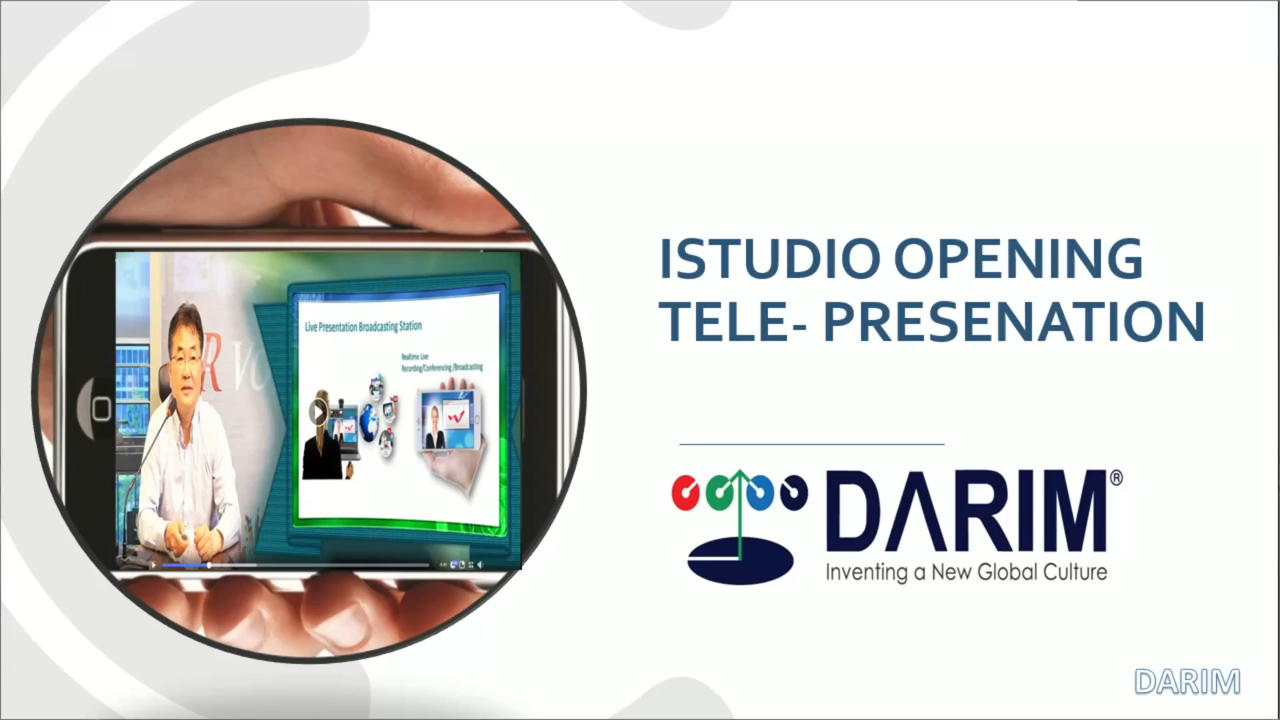 ISTUDIO OPENING
TELE- PRESENATION
Live Presentation Broadcasting Station
Realtime Live
Recording/Conferencing /Broadcasting
DARIM®
Inventing a New Global Culture
DARIM